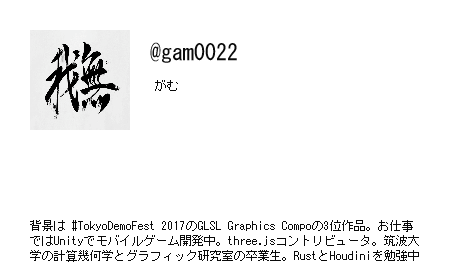 我無
@gam0022
がむ
背景は #TokyoDemoFest 2017のGLSL Graphics Compoの3位作品。お仕事
ではUnityでモバイルゲーム開発中。three.jsコントリビュータ。筑波大
学の計算幾何学とグラフィック研究室の卒業生。RustとHoudiniを勉強中